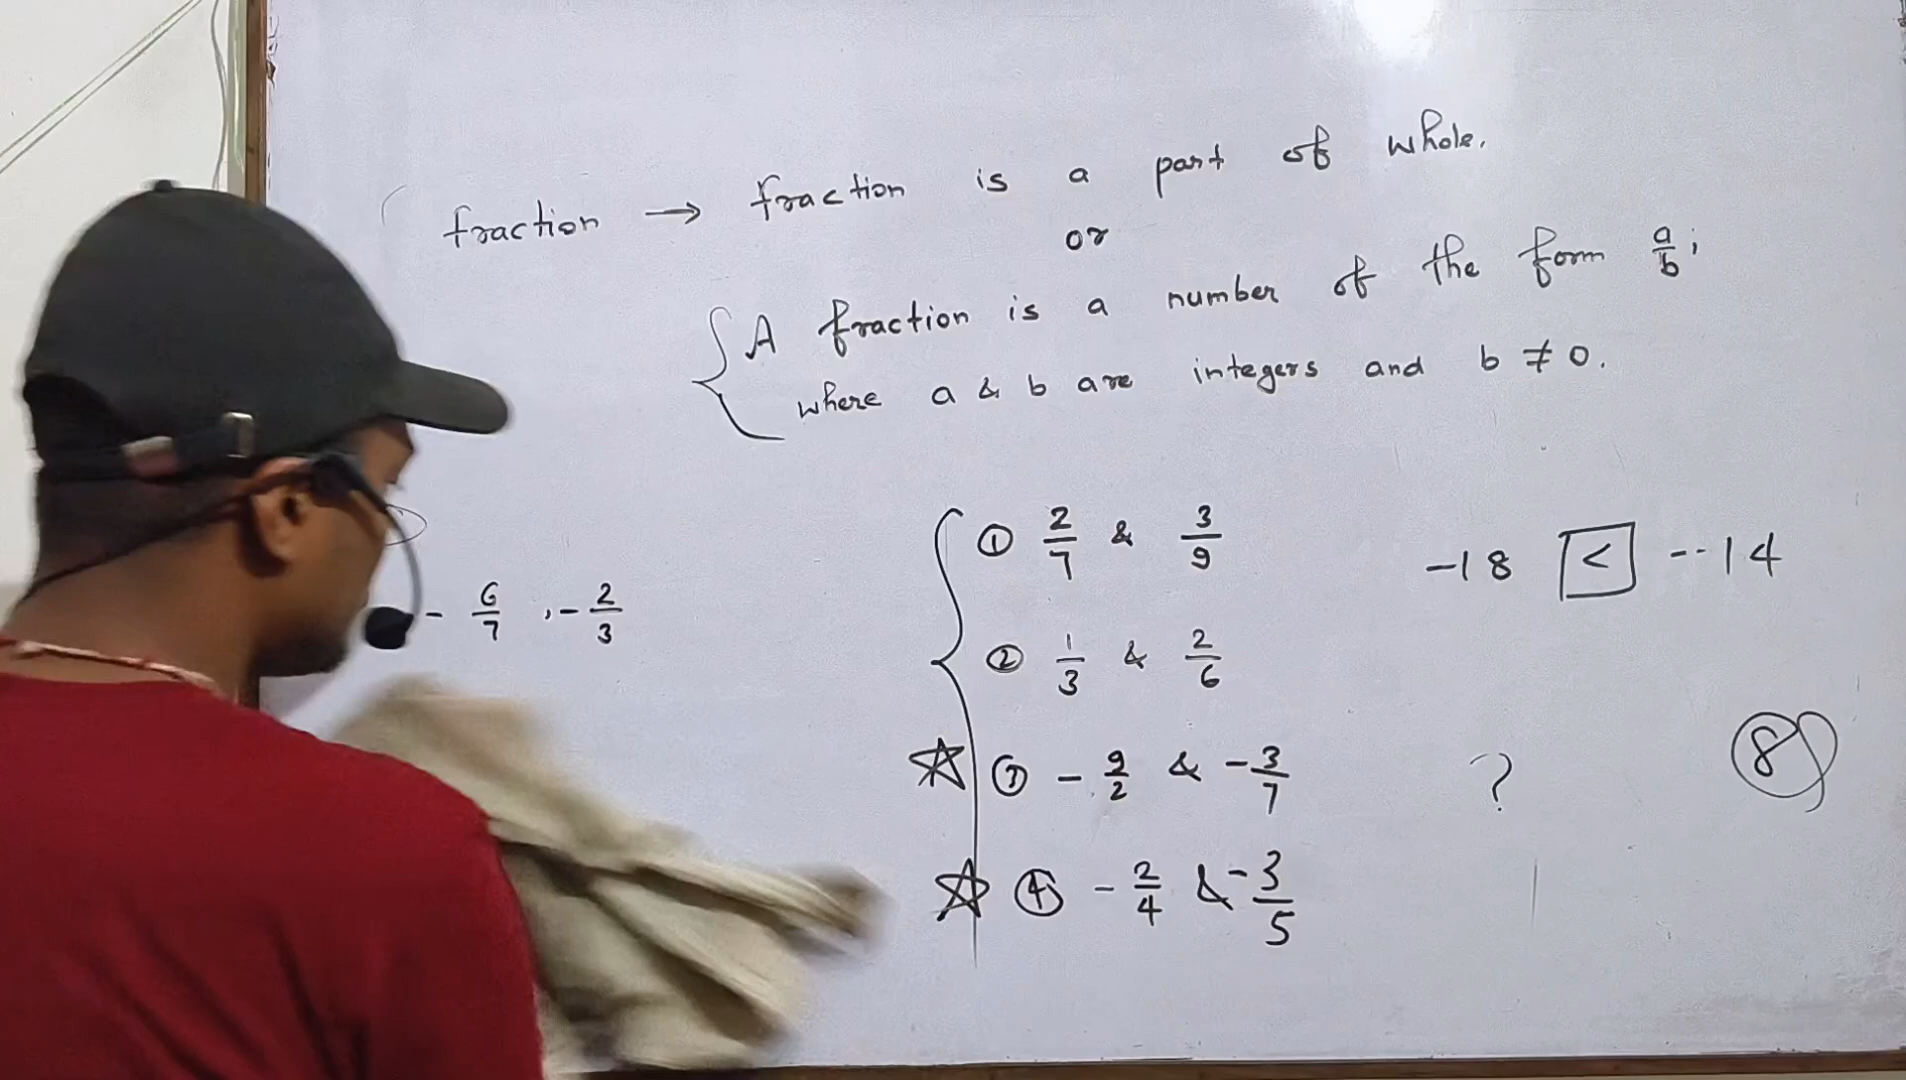 fraction → fraction is a part of whole.
or
A fraction is a number of the form a/b;
where a & b are integers and b ≠ 0.
- 6/7 , - 2/3
① 2/7 & 3/9
-18 < --14
② 1/3 & 2/6
③ - 9/2 & - 3/7
?
8
④ - 2/4 & - 3/5